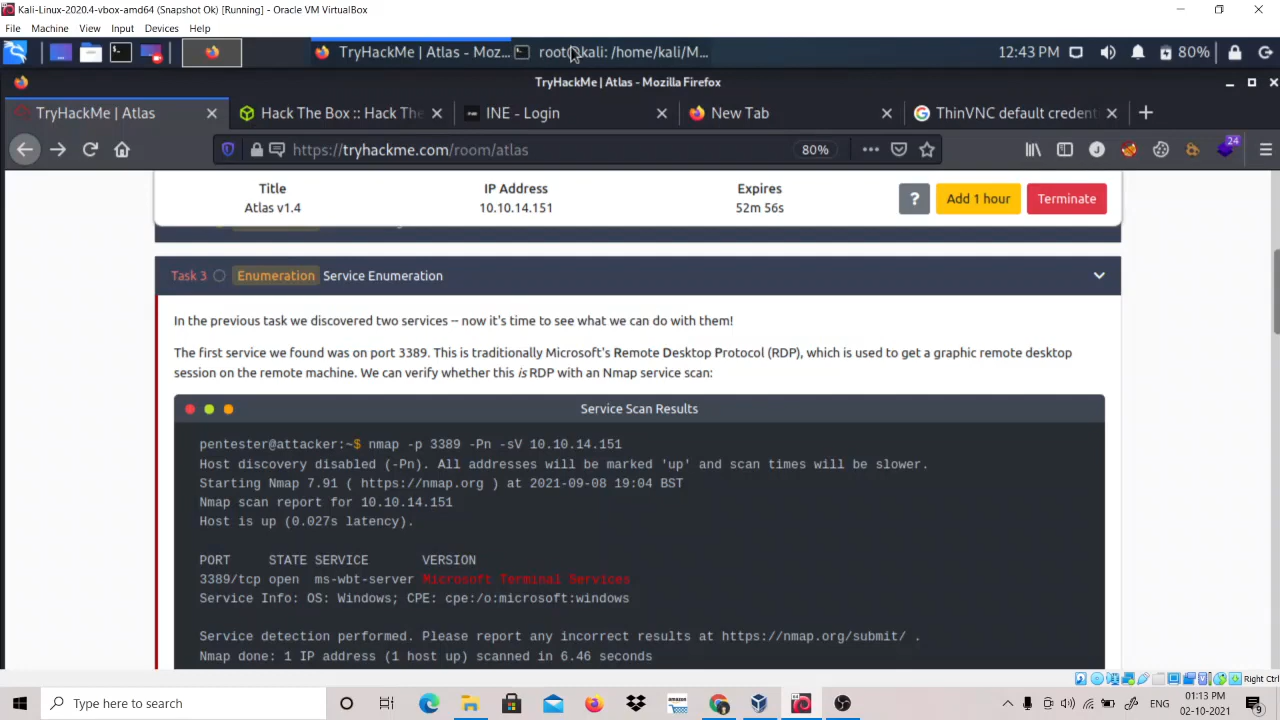 Kali-Linux-2020.4-vbox-amd64 (Snapshot Ok) [Running] - Oracle VM VirtualBox
File Machine View Input Devices Help
TryHackMe | Atlas - Moz... root@kali: /home/kali/M... 12:43 PM 80%
TryHackMe | Atlas - Mozilla Firefox
TryHackMe | Atlas Hack The Box :: Hack The INE - Login New Tab ThinVNC default credent
https://tryhackme.com/room/atlas 80% 24
Title IP Address Expires
Atlas v1.4 10.10.14.151 52m 56s ? Add 1 hour Terminate
Task 3 Enumeration Service Enumeration
In the previous task we discovered two services -- now it's time to see what we can do with them!
The first service we found was on port 3389. This is traditionally Microsoft's Remote Desktop Protocol (RDP), which is used to get a graphic remote desktop
session on the remote machine. We can verify whether this is RDP with an Nmap service scan:
Service Scan Results
pentester@attacker:~$ nmap -p 3389 -Pn -sV 10.10.14.151
Host discovery disabled (-Pn). All addresses will be marked 'up' and scan times will be slower.
Starting Nmap 7.91 ( https://nmap.org ) at 2021-09-08 19:04 BST
Nmap scan report for 10.10.14.151
Host is up (0.027s latency).
PORT STATE SERVICE VERSION
3389/tcp open ms-wbt-server Microsoft Terminal Services
Service Info: OS: Windows; CPE: cpe:/o:microsoft:windows
Service detection performed. Please report any incorrect results at https://nmap.org/submit/ .
Nmap done: 1 IP address (1 host up) scanned in 6.46 seconds
Right Ctrl
Type here to search ENG 01:13 PM
02-10-2021 9